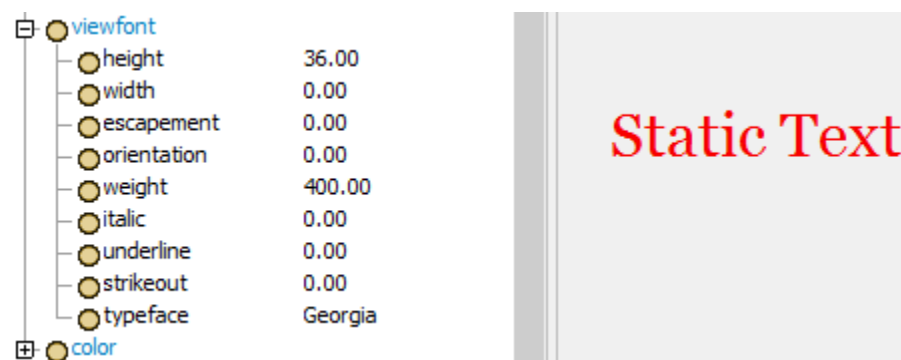 viewfont
height 36.00
width 0.00
escapement 0.00
orientation 0.00
weight 400.00
italic 0.00
underline 0.00
strikeout 0.00
typeface Georgia
color
Static Text